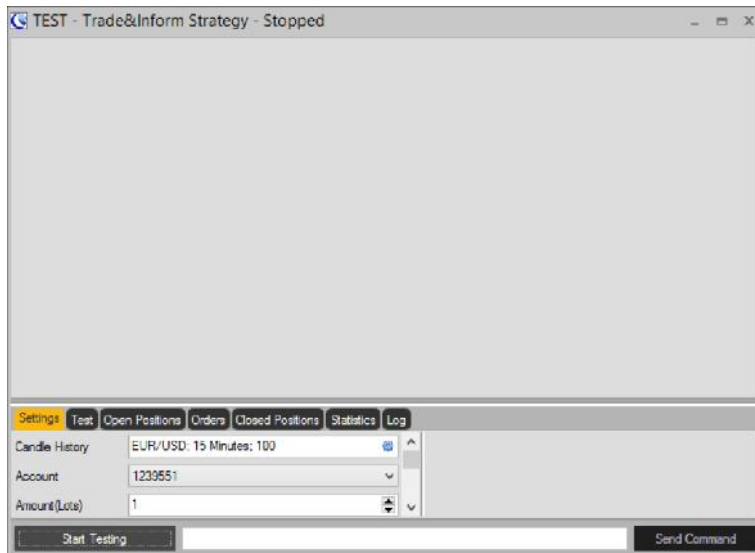 TEST - Trade&Inform Strategy - Stopped
Settings Test Open Positions Orders Closed Positions Statistics Log
Candle History EUR/USD; 15 Minutes; 100
Account 1239551
Amount(Lots) 1
Start Testing Send Command